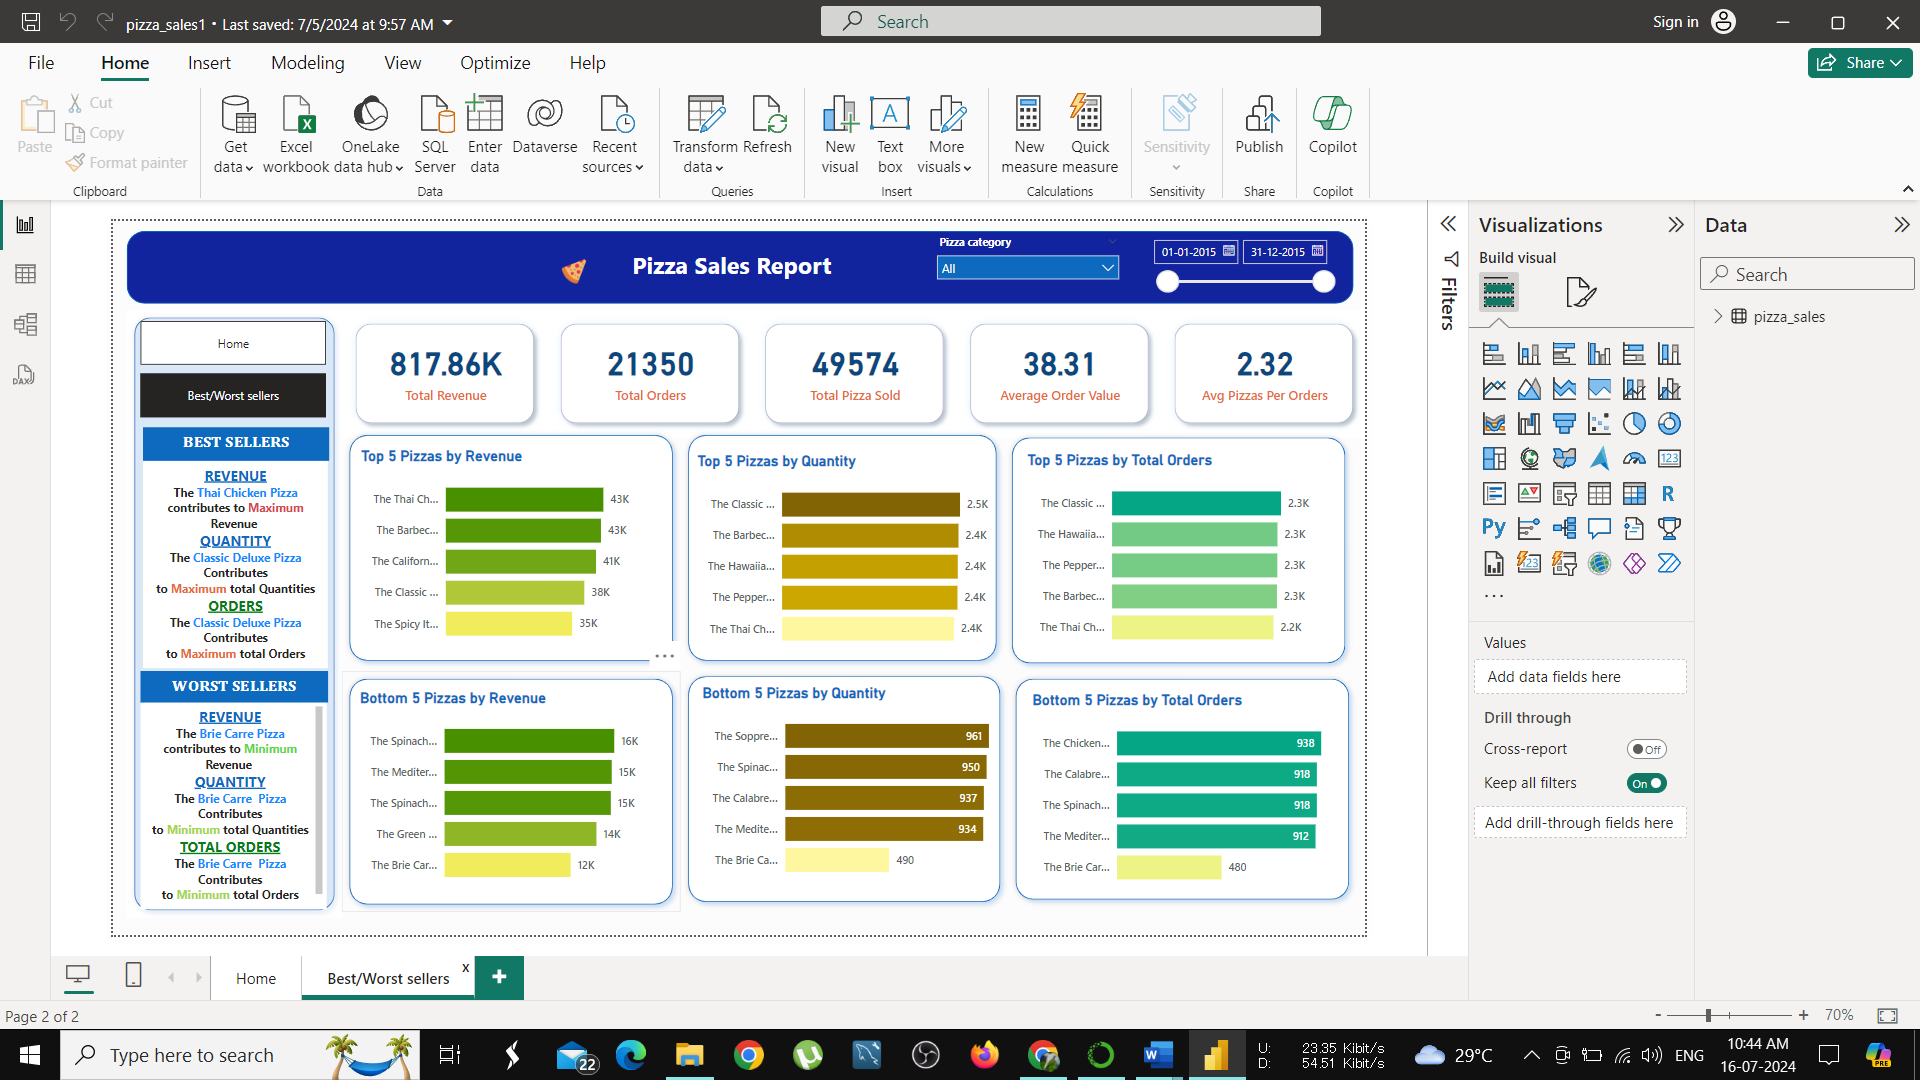 pizza_sales1 • Last saved: 7/5/2024 at 9:57 AM
Search
Sign in
File
Home
Insert
Modeling
View
Optimize
Help
Share
Paste
Cut
Copy
Format painter
Clipboard
Get data
Excel workbook
OneLake data hub
SQL Server
Enter data
Dataverse
Recent sources
Data
Transform data
Refresh
Queries
New visual
Text box
More visuals
Insert
New measure
Quick measure
Calculations
Sensitivity
Sensitivity
Publish
Share
Copilot
Copilot
Pizza Sales Report
Pizza category
All
01-01-2015
31-12-2015
Home
Best/Worst sellers
817.86K
Total Revenue
21350
Total Orders
49574
Total Pizza Sold
38.31
Average Order Value
2.32
Avg Pizzas Per Orders
BEST SELLERS
REVENUE
The Thai Chicken Pizza
contributes to Maximum
Revenue
QUANTITY
The Classic Deluxe Pizza
Contributes
to Maximum total Quantities
ORDERS
The Classic Deluxe Pizza
Contributes
to Maximum total Orders
WORST SELLERS
REVENUE
The Brie Carre Pizza
contributes to Minimum
Revenue
QUANTITY
The Brie Carre Pizza
Contributes
to Minimum total Quantities
TOTAL ORDERS
The Brie Carre Pizza
Contributes
to Minimum total Orders
Top 5 Pizzas by Revenue
The Thai Ch... 43K
The Barbec... 43K
The Californ... 41K
The Classic ... 38K
The Spicy It... 35K
Top 5 Pizzas by Quantity
The Classic ... 2.5K
The Barbec... 2.4K
The Hawaiia... 2.4K
The Pepper... 2.4K
The Thai Ch... 2.4K
Top 5 Pizzas by Total Orders
The Classic ... 2.3K
The Hawaiia... 2.3K
The Pepper... 2.3K
The Barbec... 2.3K
The Thai Ch... 2.2K
Bottom 5 Pizzas by Revenue
The Spinach... 16K
The Mediter... 15K
The Spinach... 15K
The Green ... 14K
The Brie Car... 12K
Bottom 5 Pizzas by Quantity
The Soppre... 961
The Spinac... 950
The Calabre... 937
The Medite... 934
The Brie Ca... 490
Bottom 5 Pizzas by Total Orders
The Chicken... 938
The Calabre... 918
The Spinach... 918
The Mediter... 912
The Brie Car... 480
Filters
Visualizations
Build visual
123
R
Py
123
...
Values
Add data fields here
Drill through
Cross-report
Off
Keep all filters
On
Add drill-through fields here
Data
Search
pizza_sales
DAX
Home
Best/Worst sellers
x
+
Page 2 of 2
- + 70%
Type here to search
22
U: 23.35 Kibit/s
D: 54.51 Kibit/s
29°C
ENG
10:44 AM
16-07-2024
PRE